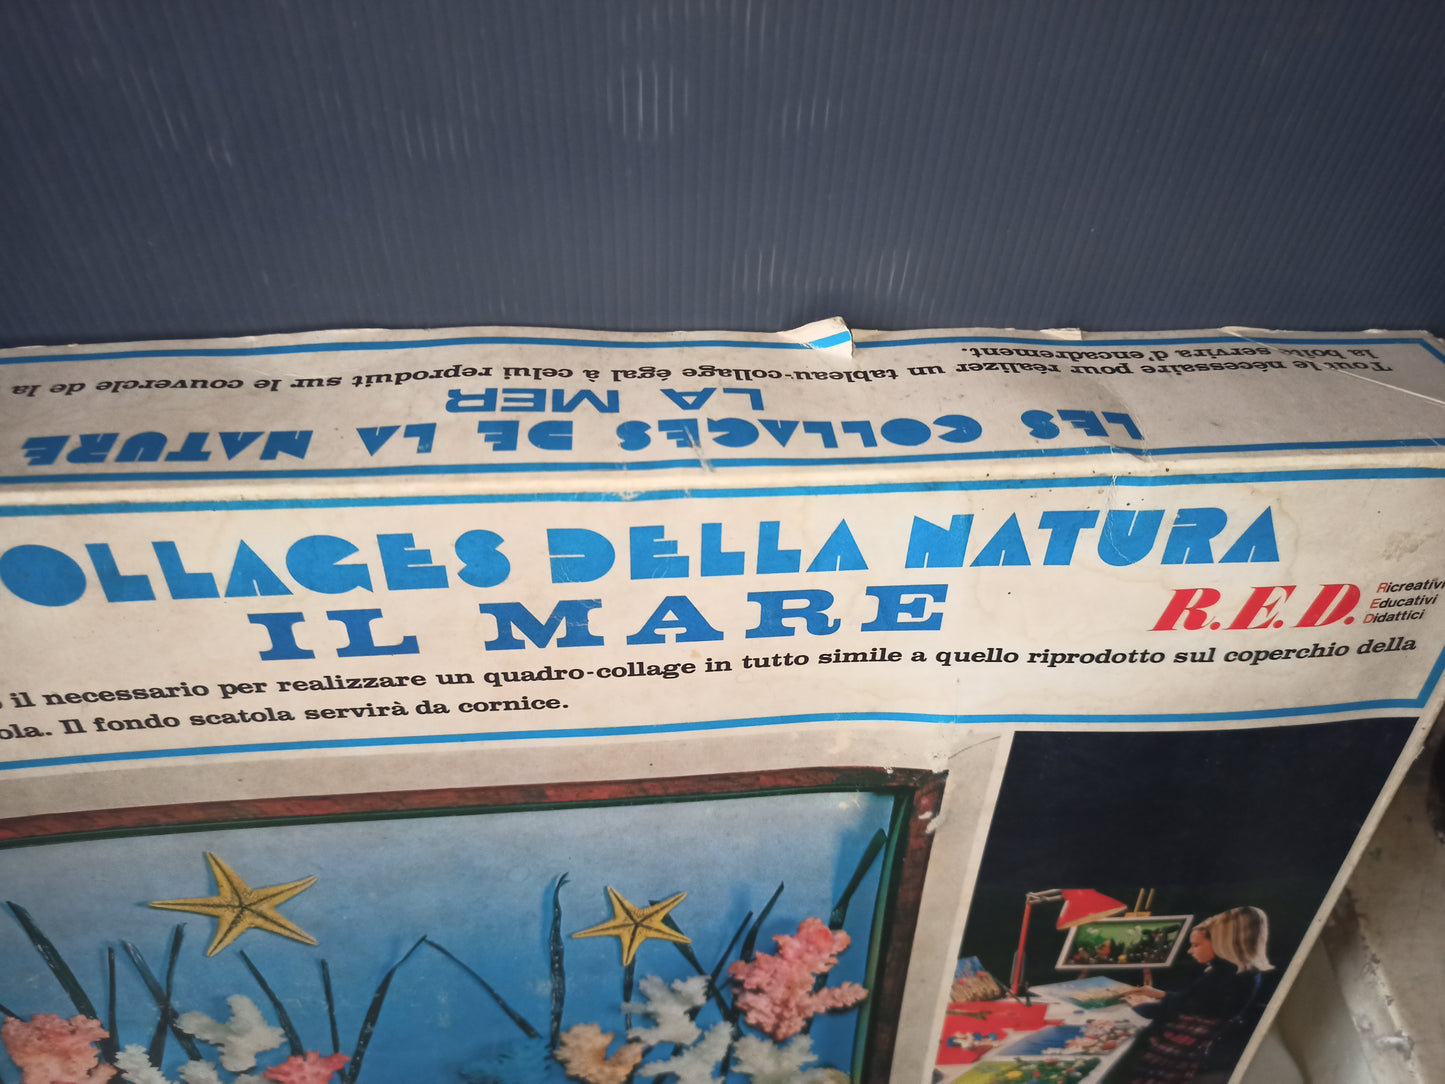 LES COLLAGES DE LA NATURE
LA MER
Tout le nécessaire pour réaliser un tableau-collage égal à celui reproduit sur le couvercle de la
la boîte servira d'encadrement.
OLLAGES DELLA NATURA
IL MARE
R.E.D.
Ricreativi
Educativi
Didattici
il necessario per realizzare un quadro-collage in tutto simile a quello riprodotto sul coperchio della
ola. Il fondo scatola servirà da cornice.